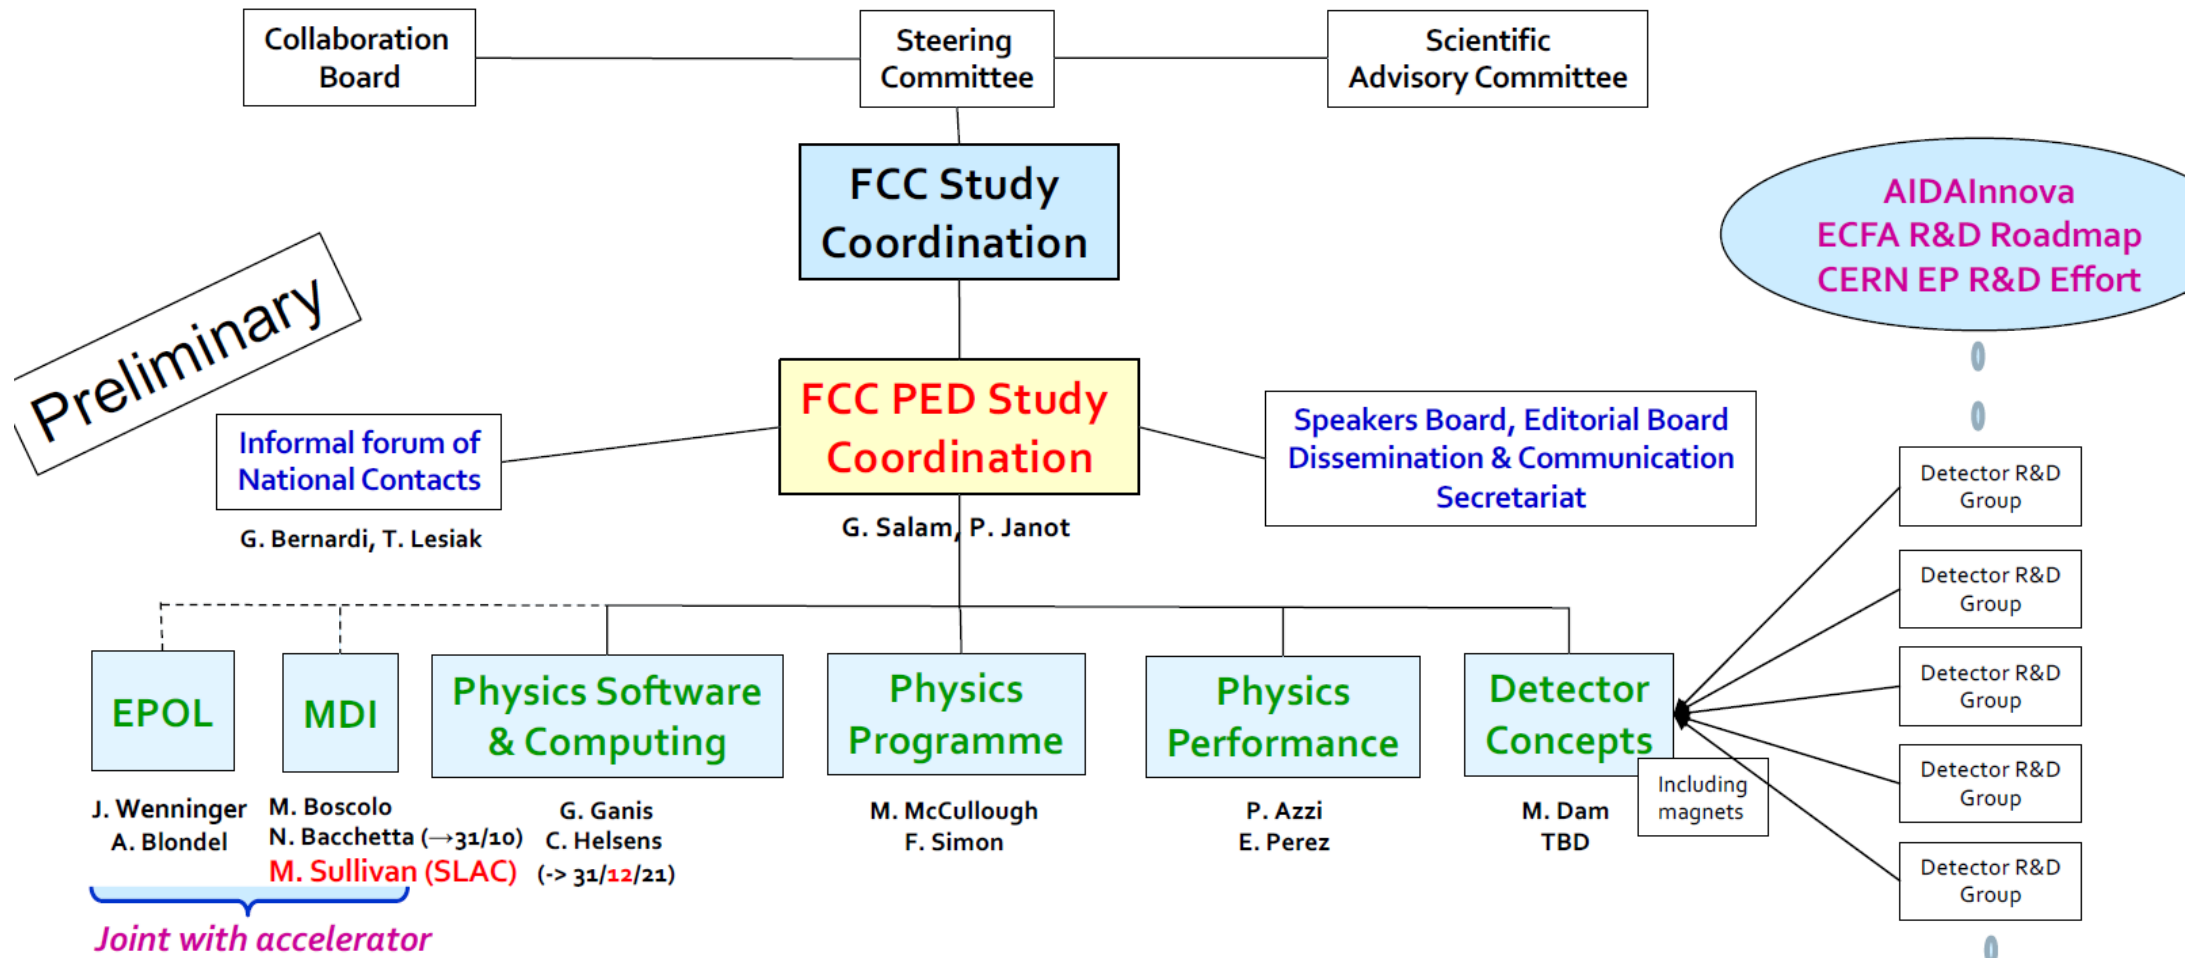 Collaboration
Board
Steering
Committee
Scientific
Advisory Committee
FCC Study
Coordination
AIDAInnova
ECFA R&D Roadmap
CERN EP R&D Effort
Preliminary
FCC PED Study
Coordination
G. Salam, P. Janot
Informal forum of
National Contacts
G. Bernardi, T. Lesiak
Speakers Board, Editorial Board
Dissemination & Communication
Secretariat
Detector R&D
Group
Detector R&D
Group
Detector R&D
Group
Detector R&D
Group
Detector R&D
Group
EPOL
J. Wenninger
A. Blondel
MDI
M. Boscolo
N. Bacchetta (→31/10)
M. Sullivan (SLAC)
Joint with accelerator
Physics Software
& Computing
G. Ganis
C. Helsens
(-> 31/12/21)
Physics
Programme
M. McCullough
F. Simon
Physics
Performance
P. Azzi
E. Perez
Detector
Concepts
Including
magnets
M. Dam
TBD